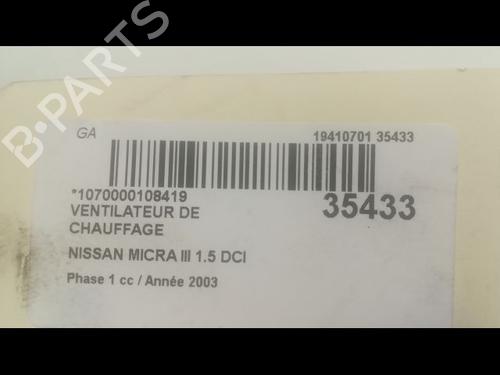 B-Parts
GA
19410701 35433
*1070000108419
35433
VENTILATEUR DE
CHAUFFAGE
NISSAN MICRA III 1.5 DCI
Phase 1 cc / Année 2003